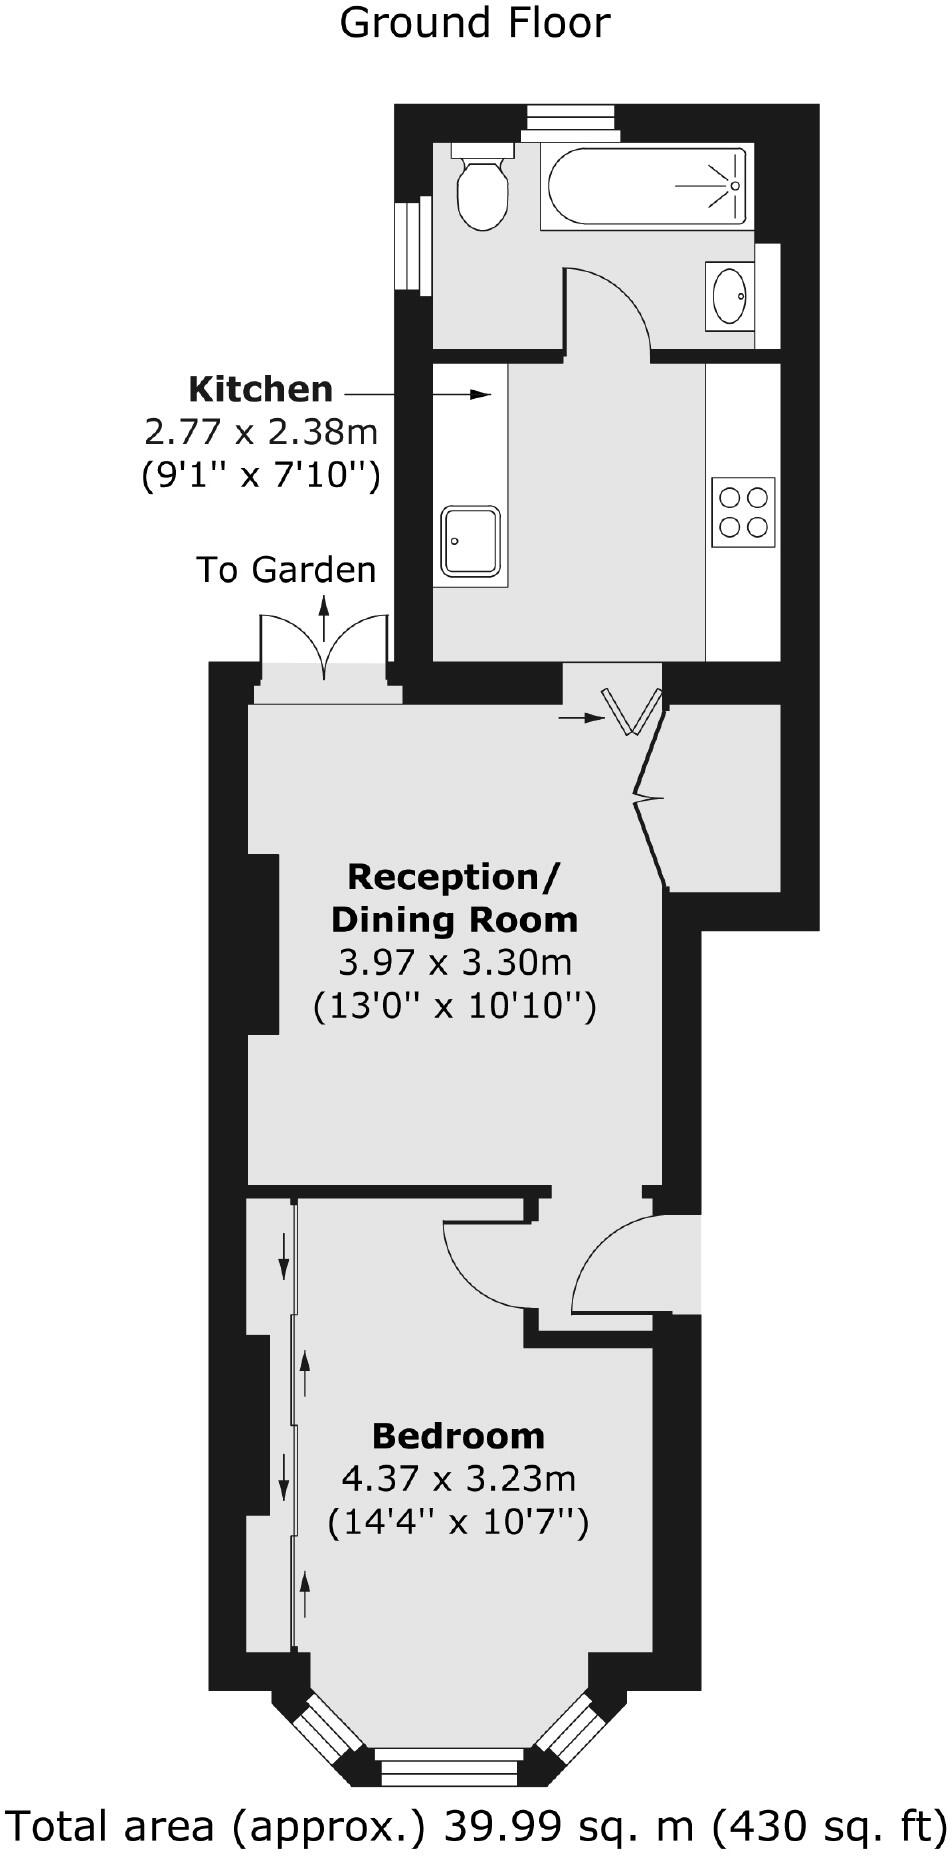 Ground Floor
Kitchen
2.77 x 2.38m
(9'1" x 7'10")
To Garden
Reception/
Dining Room
3.97 x 3.30m
(13'0" x 10'10")
Bedroom
4.37 x 3.23m
(14'4" x 10'7")
Total area (approx.) 39.99 sq. m (430 sq. ft)